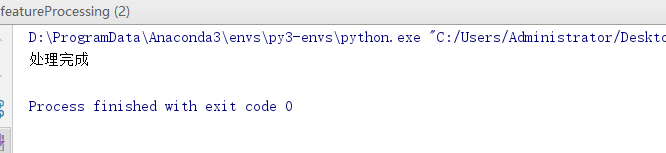 featureProcessing (2)
D:\ProgramData\Anaconda3\envs\py3-envs\python.exe "C:/Users/Administrator/Deskto
处理完成
Process finished with exit code 0